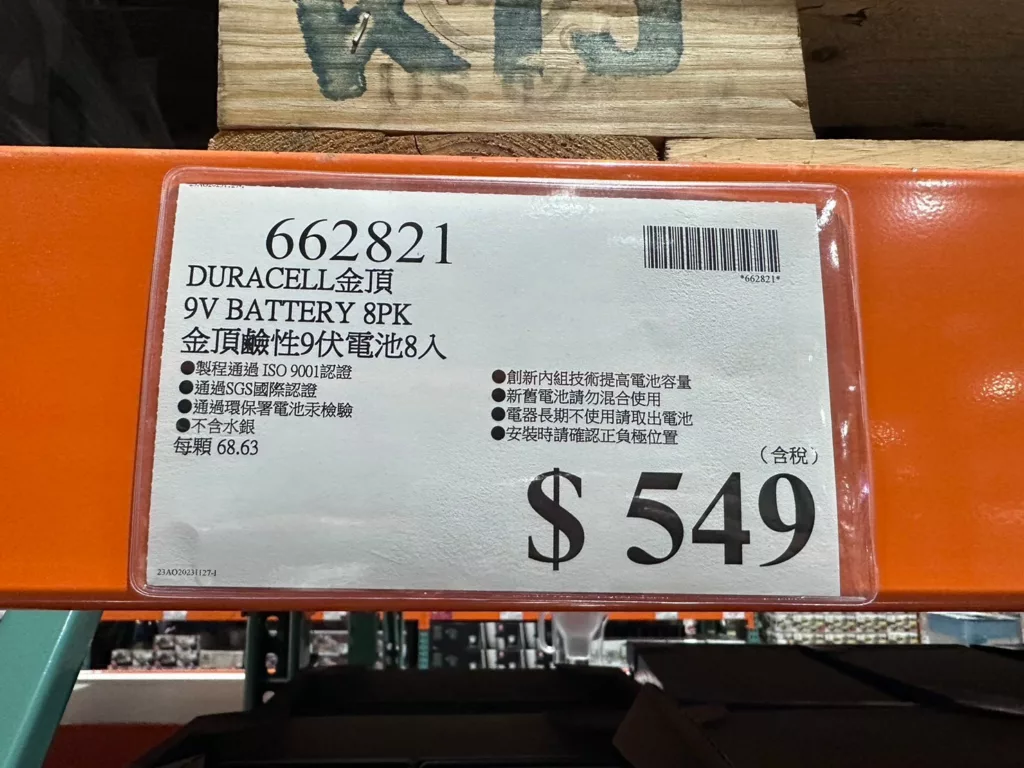 662821
*662821*
DURACELL金頂
9V BATTERY 8PK
金頂鹼性9伏電池8入
●製程通過 ISO 9001認證
●通過SGS國際認證
●通過環保署電池汞檢驗
●不含水銀
每顆 68.63
●創新內組技術提高電池容量
●新舊電池請勿混合使用
●電器長期不使用請取出電池
●安裝時請確認正負極位置
(含稅)
$ 549
23AO20231127-1